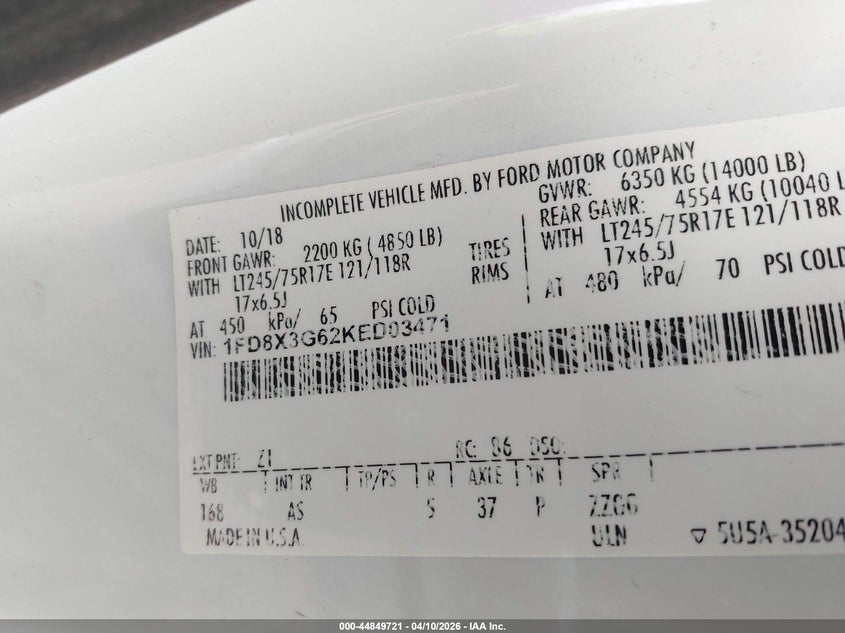 INCOMPLETE VEHICLE MFD. BY FORD MOTOR COMPANY
DATE: 10/18
GVWR: 6350 KG (14000 LB)
FRONT GAWR: 2200 KG ( 4850 LB)
REAR GAWR: 4554 KG (10040 L
WITH LT245/75R17E 121/118R TIRES
WITH LT245/75R17E 121/118R
17x6.5J RIMS
17x6.5J
AT 450 kPa/ 65 PSI COLD
AT 480 kPa/ 70 PSI COLD
VIN: 1FD8X3G62KED03471
EXT PNT: Z1 RC: 86 DSO:
WB INT TR TP/PS R AXLE TR SPR
168 AS 5 37 P ZZGG
MADE IN U.S.A. ULN ▽ 5U5A-35204
000-44849721 - 04/10/2026 - IAA Inc.